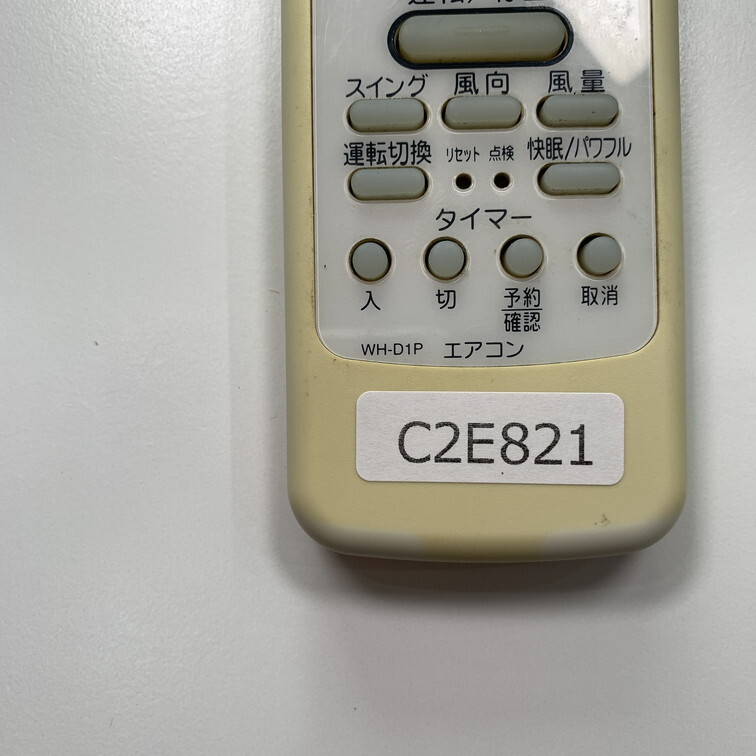 スイング 風向 風量
運転切換 リセット 点検 快眠/パワフル
タイマー
入 切 予約 取消
確認
WH-D1P エアコン
C2E821